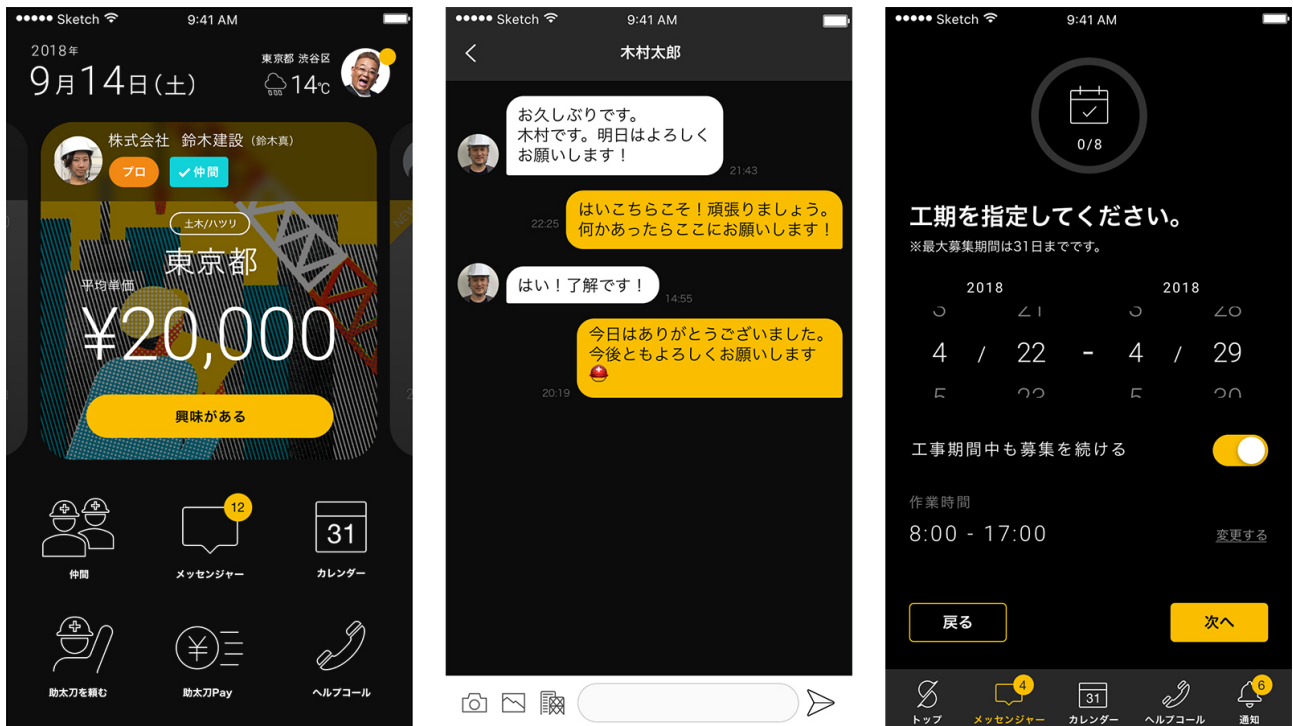 Sketch
9:41 AM
2018年
9月14日(土)
東京都 渋谷区
14℃
株式会社 鈴木建設(鈴木真)
プロ
仲間
土木/ハツリ
東京都
平均単価
¥20,000
興味がある
12
31
仲間
メッセンジャー
カレンダー
助太刀を頼む
助太刀Pay
ヘルプコール
Sketch
9:41 AM
木村太郎
お久しぶりです。
木村です。明日はよろしく
お願いします!
21:43
はいこちらこそ!頑張りましょう。
何かあったらここにお願いします!
22:25
はい!了解です!
14:55
今日はありがとうございました。
今後ともよろしくお願いします
20:19
Sketch
9:41 AM
0/8
工期を指定してください。
※最大募集期間は31日までです。
2018
2018
4 / 22 - 4 / 29
工事期間中も募集を続ける
作業時間
8:00 - 17:00
変更する
戻る
次へ
4
31
6
トップ
メッセンジャー
カレンダー
ヘルプコール
通知